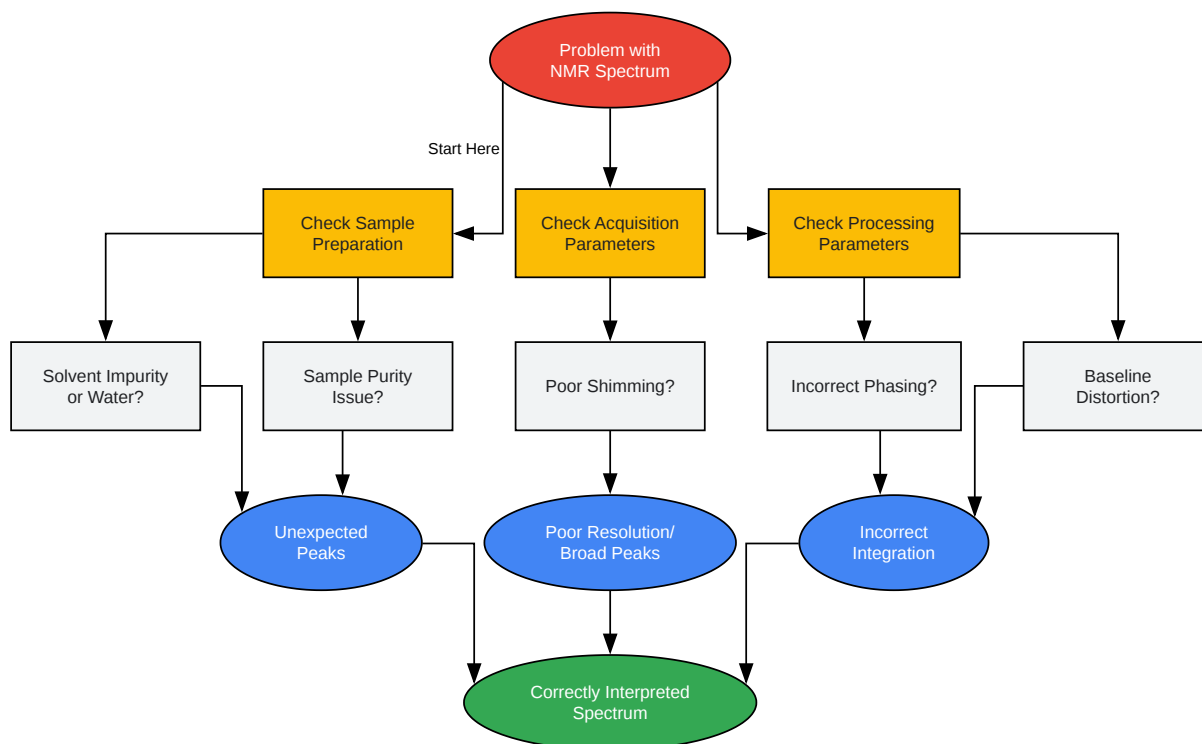 Problem with
NMR Spectrum
Start Here
Check Sample
Preparation
Check Acquisition
Parameters
Check Processing
Parameters
Solvent Impurity
or Water?
Sample Purity
Issue?
Poor Shimming?
Incorrect Phasing?
Baseline
Distortion?
Unexpected
Peaks
Poor Resolution/
Broad Peaks
Incorrect
Integration
Correctly Interpreted
Spectrum